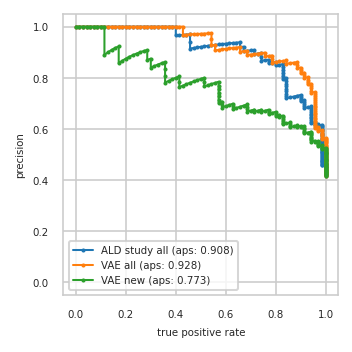 1.0
0.8
0.6
0.4
0.2
0.0
precision
ALD study all (aps: 0.908)
VAE all (aps: 0.928)
VAE new (aps: 0.773)
0.0 0.2 0.4 0.6 0.8 1.0
true positive rate